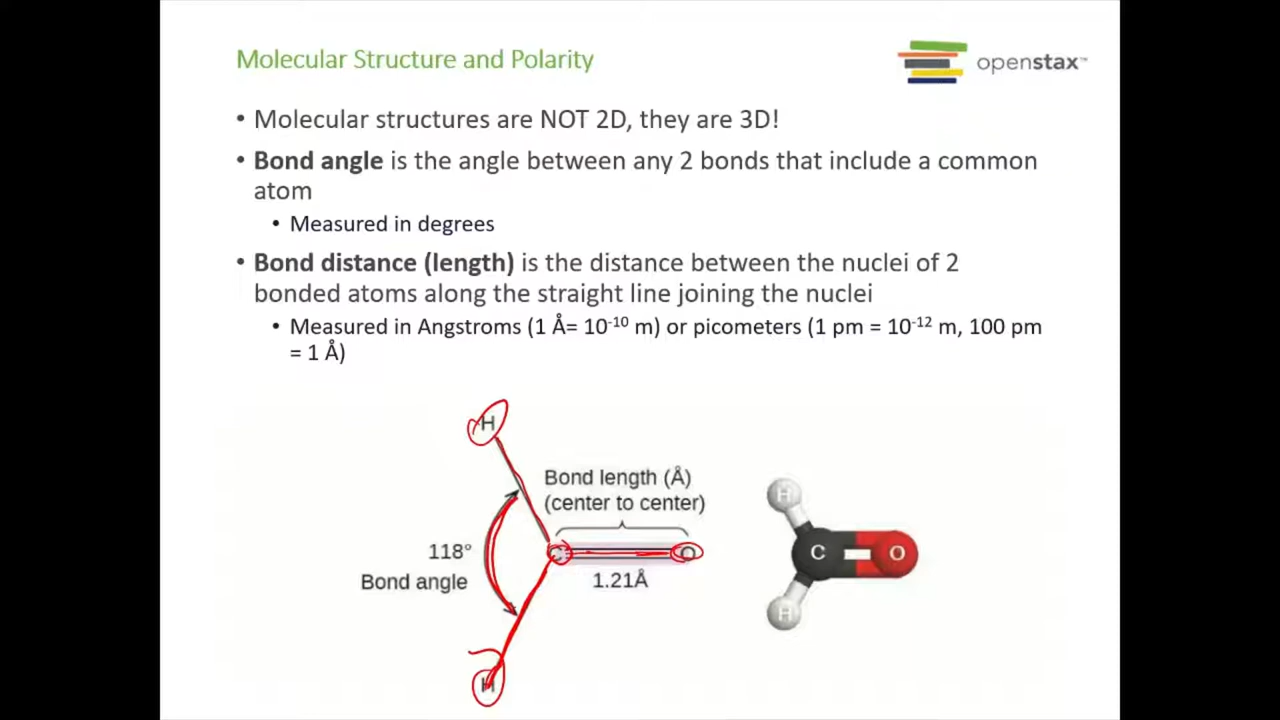 Molecular Structure and Polarity
openstax™
• Molecular structures are NOT 2D, they are 3D!
• Bond angle is the angle between any 2 bonds that include a common
atom
• Measured in degrees
• Bond distance (length) is the distance between the nuclei of 2
bonded atoms along the straight line joining the nuclei
• Measured in Angstroms (1 Å= 10⁻¹⁰ m) or picometers (1 pm = 10⁻¹² m, 100 pm
= 1 Å)
H
Bond length (Å)
(center to center)
H
118°
C
O
C
O
Bond angle
1.21Å
H
H